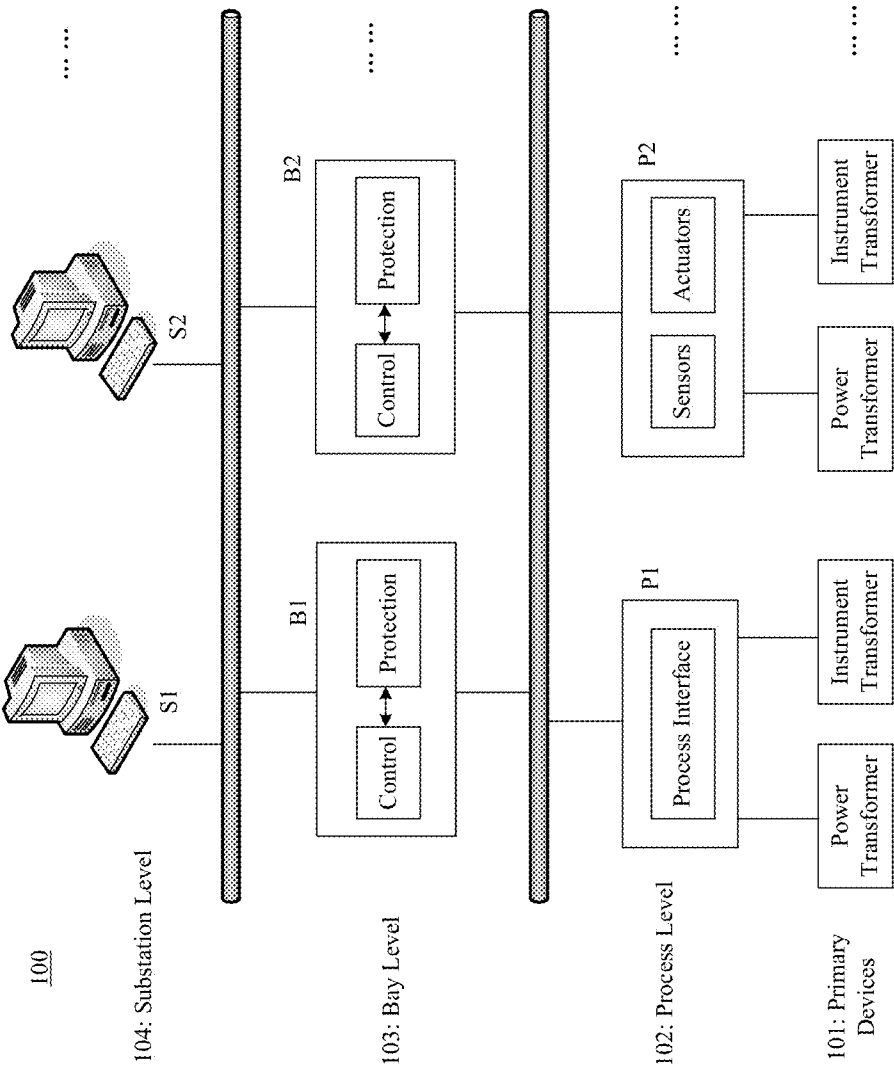 100
104: Substation Level
S1
S2
... ...
103: Bay Level
B1
Control
Protection
B2
Control
Protection
... ...
102: Process Level
P1
Process Interface
P2
Sensors
Actuators
... ...
101: Primary
Devices
Power
Transformer
Instrument
Transformer
Power
Transformer
Instrument
Transformer
... ...